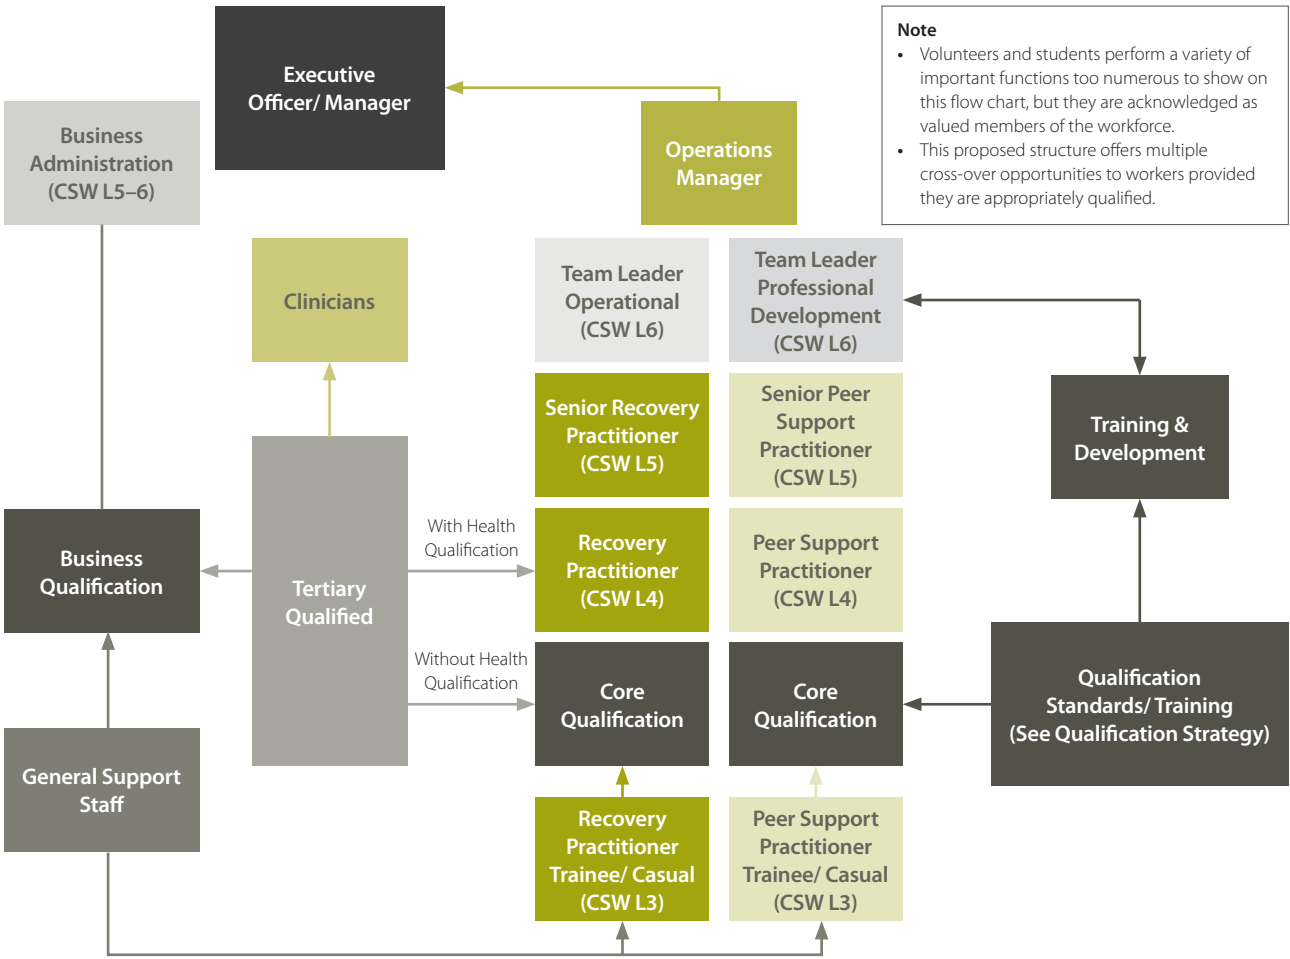 Executive
Officer/ Manager
Note
• Volunteers and students perform a variety of
important functions too numerous to show on
this flow chart, but they are acknowledged as
valued members of the workforce.
• This proposed structure offers multiple
cross-over opportunities to workers provided
they are appropriately qualified.
Business
Administration
(CSW L5–6)
Operations
Manager
Clinicians
Team Leader
Operational
(CSW L6)
Team Leader
Professional
Development
(CSW L6)
Senior Recovery
Practitioner
(CSW L5)
Senior Peer
Support
Practitioner
(CSW L5)
Training &
Development
Business
Qualification
Tertiary
Qualified
With Health
Qualification
Recovery
Practitioner
(CSW L4)
Peer Support
Practitioner
(CSW L4)
Without Health
Qualification
Core
Qualification
Core
Qualification
Qualification
Standards/ Training
(See Qualification Strategy)
General Support
Staff
Recovery
Practitioner
Trainee/ Casual
(CSW L3)
Peer Support
Practitioner
Trainee/ Casual
(CSW L3)